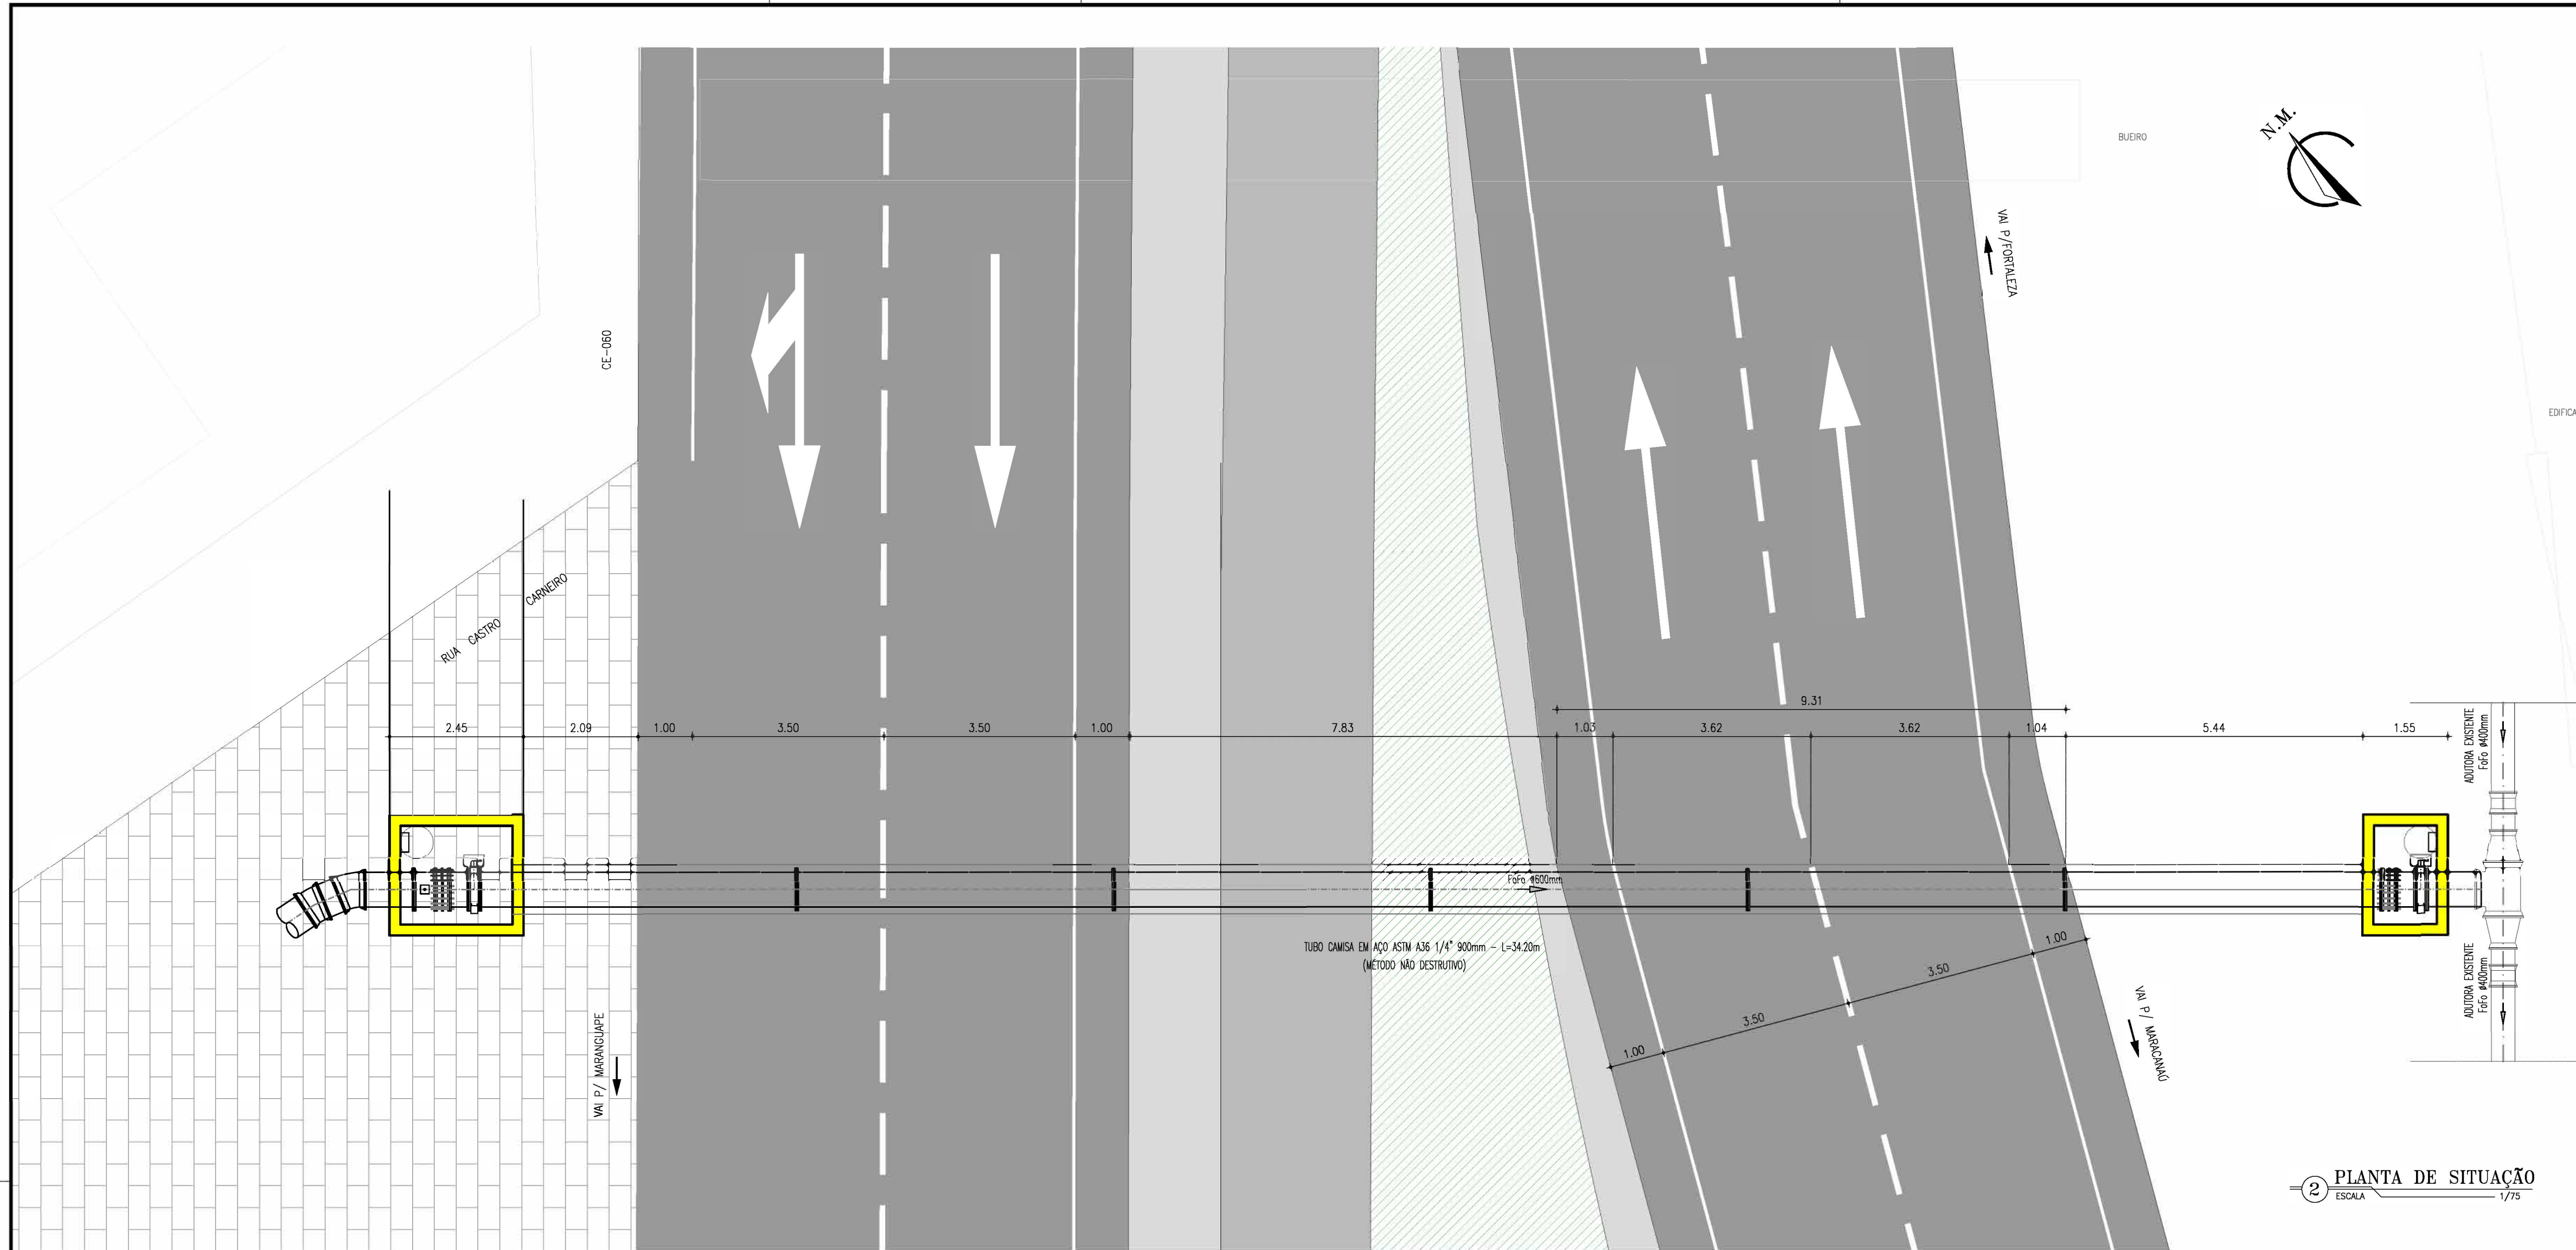 N.M.
BUEIRO
VAI P/FORTALEZA
CE-060
RUA CASTRO CARNEIRO
9.31
2.45
2.09
1.00
3.50
3.50
1.00
7.83
1.03
3.62
3.62
1.04
5.44
1.55
ADUTORA EXISTENTE
FoFo ø400mm
FoFo ø600mm
TUBO CAMISA EM AÇO ASTM A36 1/4" 900mm - L=34.20m
(MÉTODO NÃO DESTRUTIVO)
1.00
3.50
3.50
1.00
ADUTORA EXISTENTE
FoFo ø400mm
VAI P/ MARANGUAPE
VAI P/ MARACANAÚ
2 PLANTA DE SITUAÇÃO
ESCALA 1/75